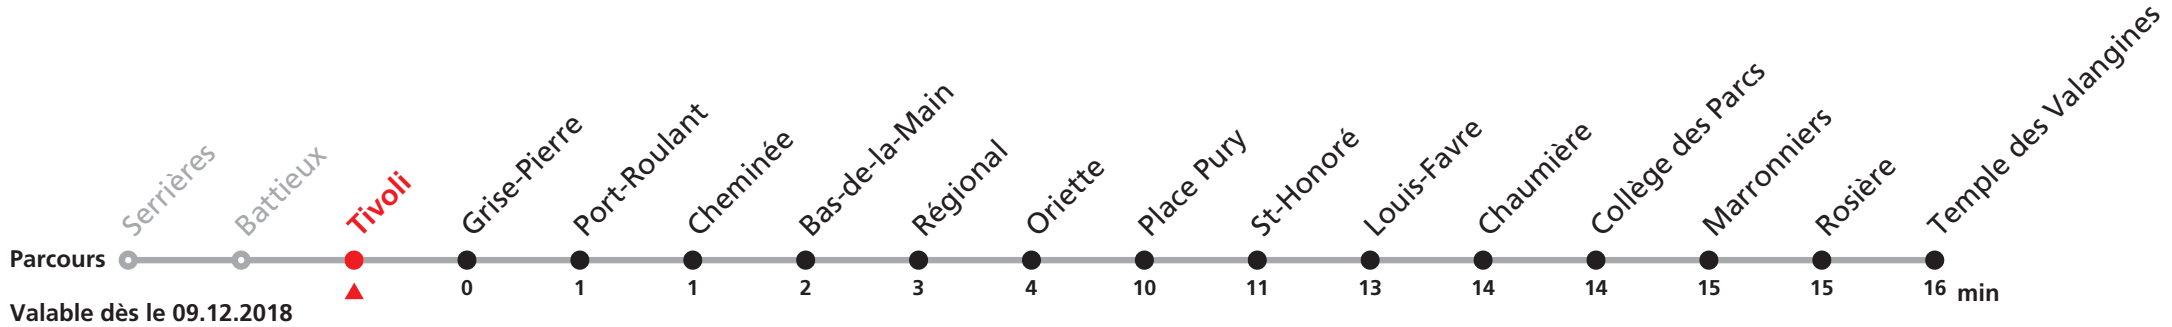 Serrières
Battieux
Tivoli
Grise-Pierre
Port-Roulant
Cheminée
Bas-de-la-Main
Régional
Oriette
Place Pury
St-Honoré
Louis-Favre
Chaumière
Collège des Parcs
Marronniers
Rosière
Temple des Valangines
Parcours
0 1 1 2 3 4 10 11 13 14 14 15 15 16 min
Valable dès le 09.12.2018